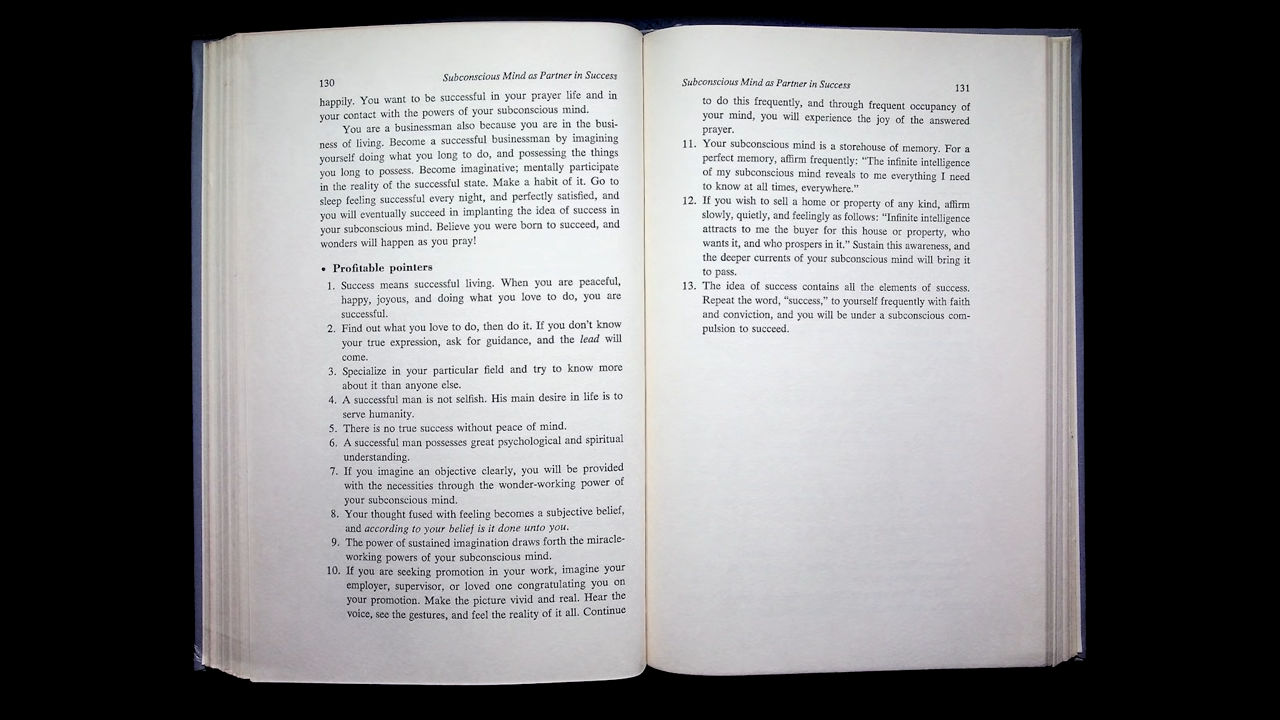 130
Subconscious Mind as Partner in Success
happily. You want to be successful in your prayer life and in
your contact with the powers of your subconscious mind.
You are a businessman also because you are in the busi-
ness of living. Become a successful businessman by imagining
yourself doing what you long to do, and possessing the things
you long to possess. Become imaginative; mentally participate
in the reality of the successful state. Make a habit of it. Go to
sleep feeling successful every night, and perfectly satisfied, and
you will eventually succeed in implanting the idea of success in
your subconscious mind. Believe you were born to succeed, and
wonders will happen as you pray!
• Profitable pointers
1. Success means successful living. When you are peaceful,
happy, joyous, and doing what you love to do, you are
successful.
2. Find out what you love to do, then do it. If you don't know
your true expression, ask for guidance, and the lead will
come.
3. Specialize in your particular field and try to know more
about it than anyone else.
4. A successful man is not selfish. His main desire in life is to
serve humanity.
5. There is no true success without peace of mind.
6. A successful man possesses great psychological and spiritual
understanding.
7. If you imagine an objective clearly, you will be provided
with the necessities through the wonder-working power of
your subconscious mind.
8. Your thought fused with feeling becomes a subjective belief,
and according to your belief is it done unto you.
9. The power of sustained imagination draws forth the miracle-
working powers of your subconscious mind.
10. If you are seeking promotion in your work, imagine your
employer, supervisor, or loved one congratulating you on
your promotion. Make the picture vivid and real. Hear the
voice, see the gestures, and feel the reality of it all. Continue
Subconscious Mind as Partner in Success
131
to do this frequently, and through frequent occupancy of
your mind, you will experience the joy of the answered
prayer.
11. Your subconscious mind is a storehouse of memory. For a
perfect memory, affirm frequently: "The infinite intelligence
of my subconscious mind reveals to me everything I need
to know at all times, everywhere."
12. If you wish to sell a home or property of any kind, affirm
slowly, quietly, and feelingly as follows: "Infinite intelligence
attracts to me the buyer for this house or property, who
wants it, and who prospers in it." Sustain this awareness, and
the deeper currents of your subconscious mind will bring it
to pass.
13. The idea of success contains all the elements of success.
Repeat the word, "success," to yourself frequently with faith
and conviction, and you will be under a subconscious com-
pulsion to succeed.